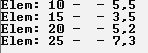 Elem: 10 - - 5,5
Elem: 15 - - 3,5
Elem: 20 - - 5,2
Elem: 25 - - 7,3